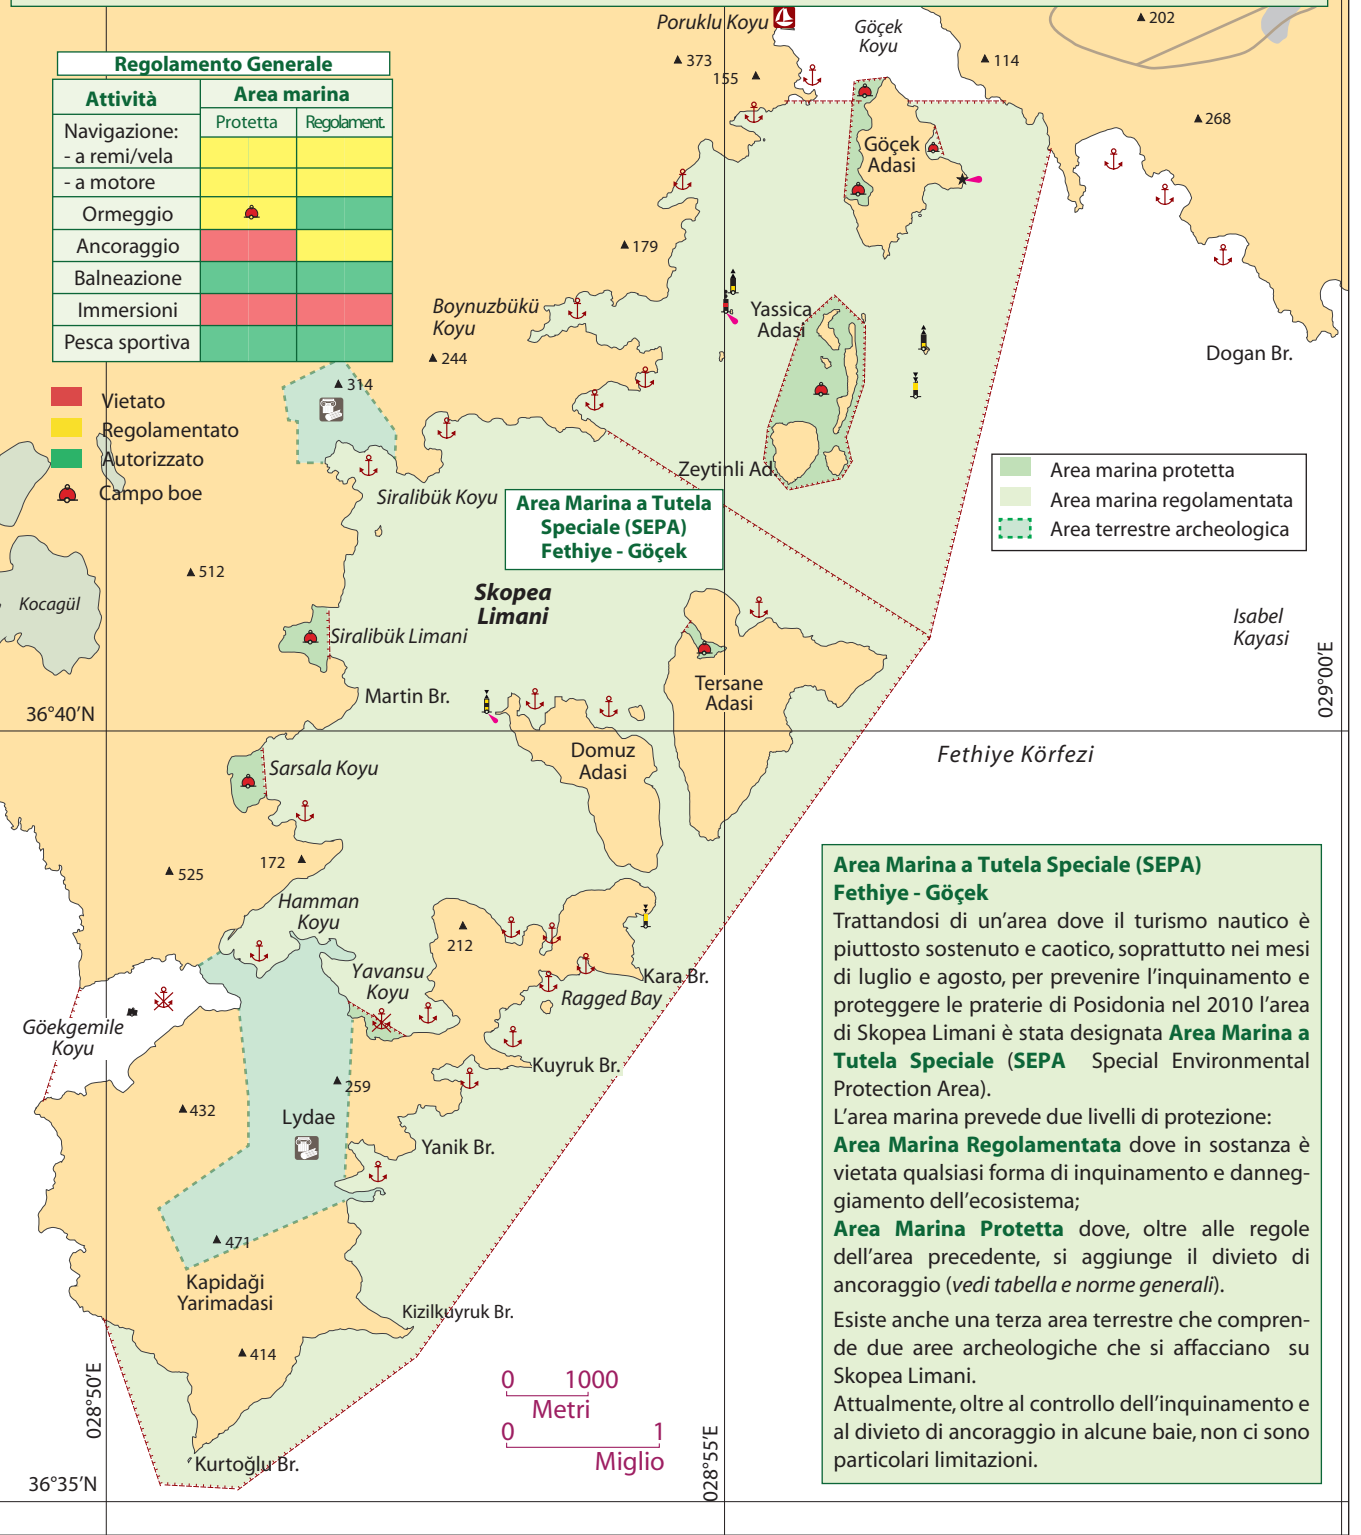 Poruklu Koyu
Göçek
Koyu
202
373
155
114
268
Regolamento Generale
Attività
Area marina
Protetta
Regolament.
Navigazione:
- a remi/vela
- a motore
Ormeggio
Ancoraggio
Balneazione
Immersioni
Pesca sportiva
Göçek
Adasi
179
Boynuzbükü
Koyu
244
Yassica
Adasi
Dogan Br.
314
Vietato
Regolamentato
Autorizzato
Campo boe
Siralibük Koyu
Zeytinli Ad.
Area marina protetta
Area marina regolamentata
Area terrestre archeologica
Area Marina a Tutela
Speciale (SEPA)
Fethiye - Göçek
512
Kocagül
Skopea
Limani
Siralibük Limani
Isabel
Kayasi
029°00'E
Martin Br.
Tersane
Adasi
36°40'N
Domuz
Adasi
Fethiye Körfezi
Sarsala Koyu
525
172
Hamman
Koyu
212
Yavansu
Koyu
Kara Br.
Ragged Bay
Göekgemile
Koyu
Kuyruk Br.
259
432
Lydae
Yanik Br.
471
Kapidaği
Yarimadasi
Kizilkuyruk Br.
414
028°50'E
0 1000
Metri
0 1
Miglio
028°55'E
Kurtoğlu Br.
36°35'N
Area Marina a Tutela Speciale (SEPA)
Fethiye - Göçek
Trattandosi di un'area dove il turismo nautico è
piuttosto sostenuto e caotico, soprattutto nei mesi
di luglio e agosto, per prevenire l'inquinamento e
proteggere le praterie di Posidonia nel 2010 l'area
di Skopea Limani è stata designata Area Marina a
Tutela Speciale (SEPA Special Environmental
Protection Area).
L'area marina prevede due livelli di protezione:
Area Marina Regolamentata dove in sostanza è
vietata qualsiasi forma di inquinamento e danneg-
giamento dell'ecosistema;
Area Marina Protetta dove, oltre alle regole
dell'area precedente, si aggiunge il divieto di
ancoraggio (vedi tabella e norme generali).
Esiste anche una terza area terrestre che compren-
de due aree archeologiche che si affacciano su
Skopea Limani.
Attualmente, oltre al controllo dell'inquinamento e
al divieto di ancoraggio in alcune baie, non ci sono
particolari limitazioni.